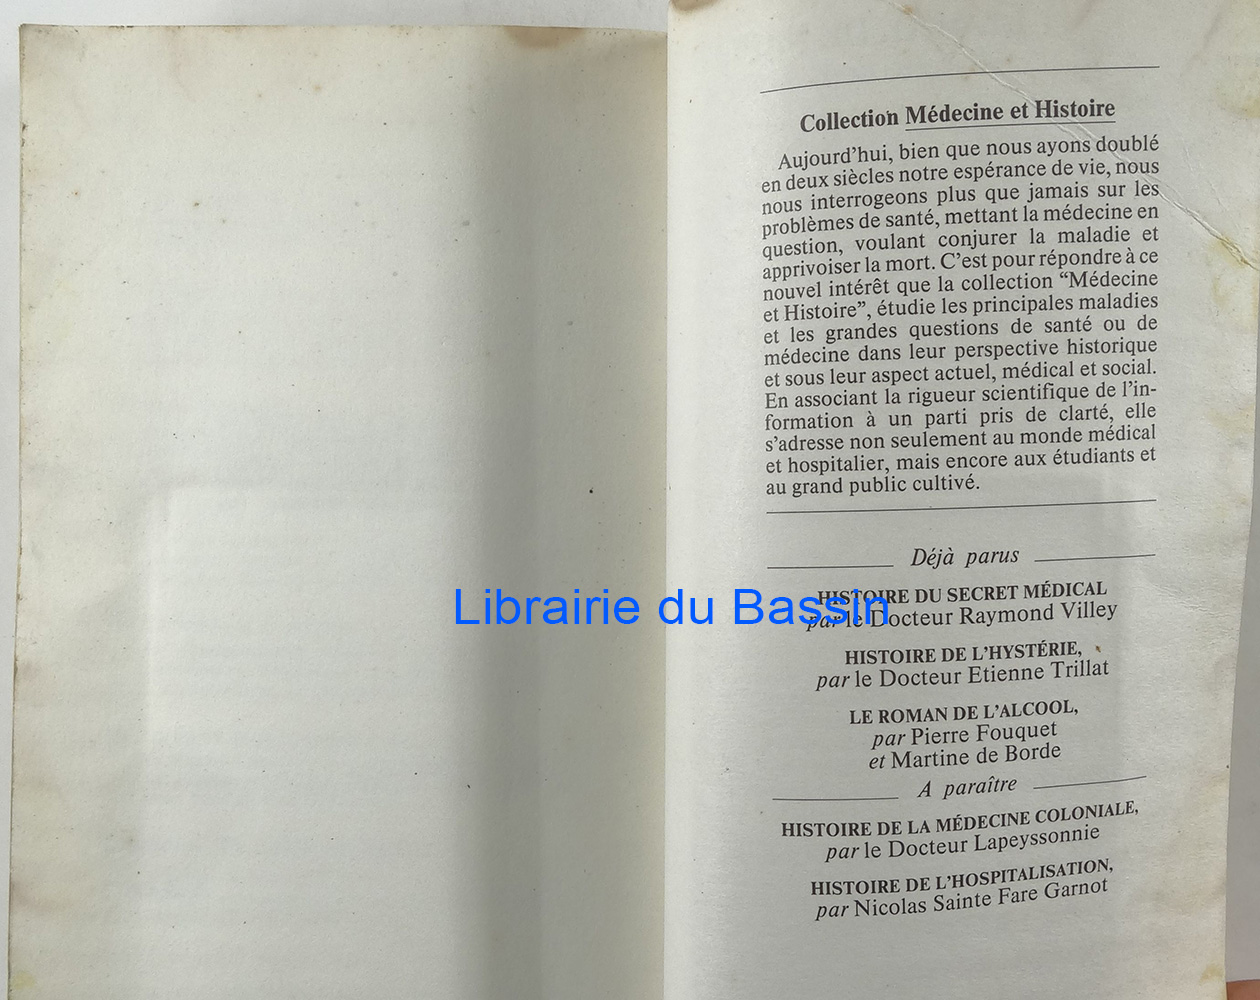 Collection Médecine et Histoire
Aujourd’hui, bien que nous ayons doublé
en deux siècles notre espérance de vie, nous
nous interrogeons plus que jamais sur les
problèmes de santé, mettant la médecine en
question, voulant conjurer la maladie et
apprivoiser la mort. C’est pour répondre à ce
nouvel intérêt que la collection “Médecine
et Histoire”, étudie les principales maladies
et les grandes questions de santé ou de
médecine dans leur perspective historique
et sous leur aspect actuel, médical et social.
En associant la rigueur scientifique de l’in-
formation à un parti pris de clarté, elle
s’adresse non seulement au monde médical
et hospitalier, mais encore aux étudiants et
au grand public cultivé.
Déjà parus
HISTOIRE DU SECRET MÉDICAL
par le Docteur Raymond Villey
Librairie du Bassin
HISTOIRE DE L’HYSTÉRIE,
par le Docteur Etienne Trillat
LE ROMAN DE L’ALCOOL,
par Pierre Fouquet
et Martine de Borde
A paraître
HISTOIRE DE LA MÉDECINE COLONIALE,
par le Docteur Lapeyssonnie
HISTOIRE DE L’HOSPITALISATION,
par Nicolas Sainte Fare Garnot